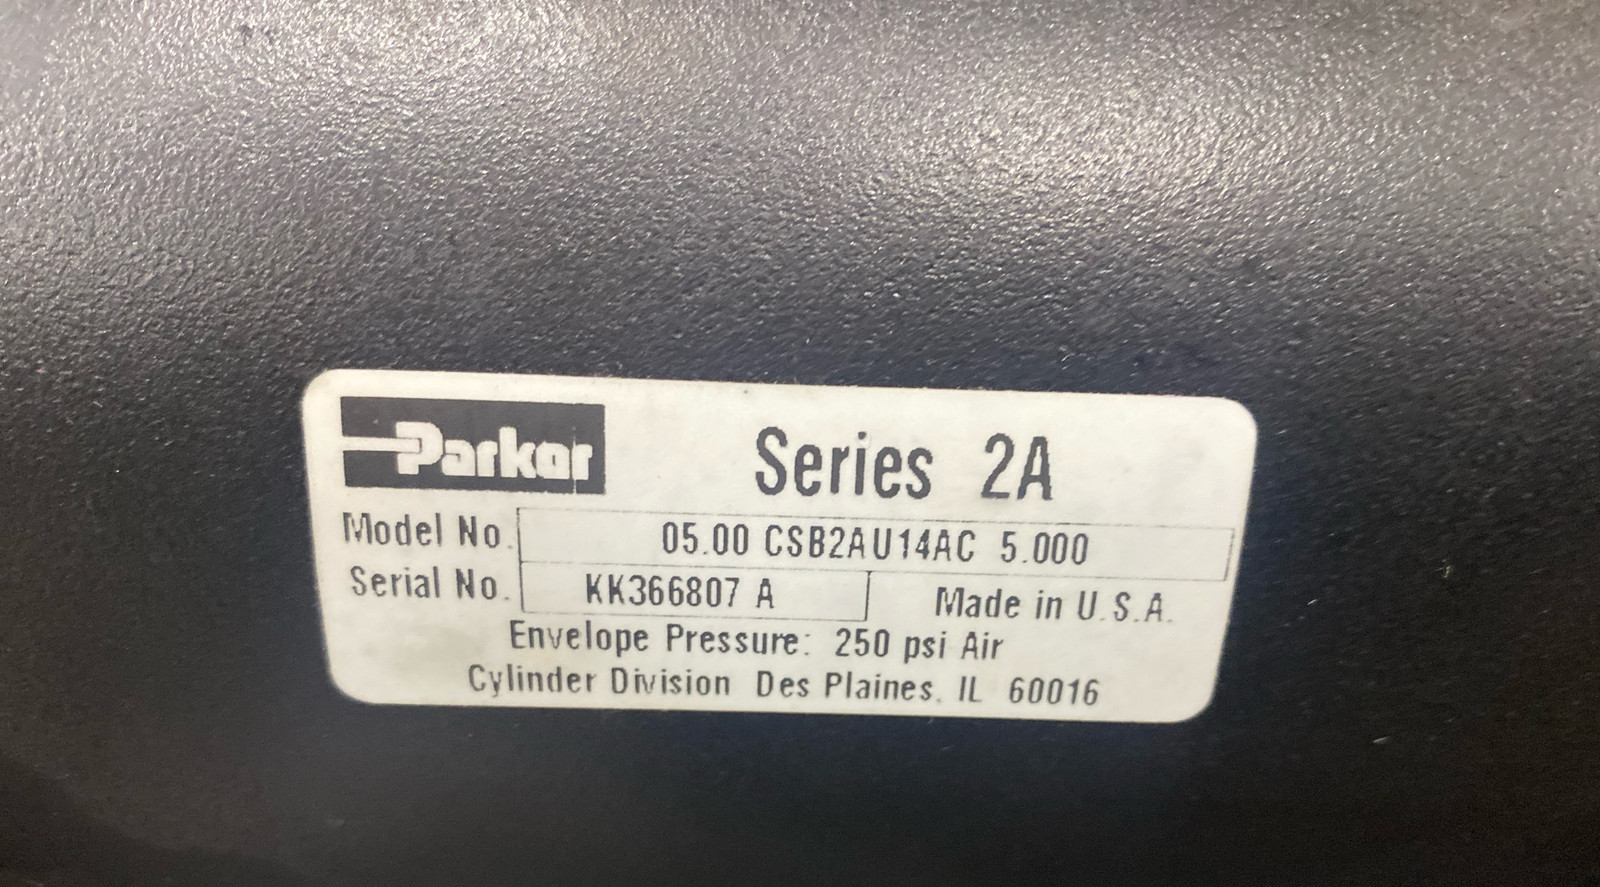 Parker Series 2A
Model No. 05.00 CSB2AU14AC 5.000
Serial No. KK366807 A Made in U.S.A.
Envelope Pressure: 250 psi Air
Cylinder Division Des Plaines, IL 60016